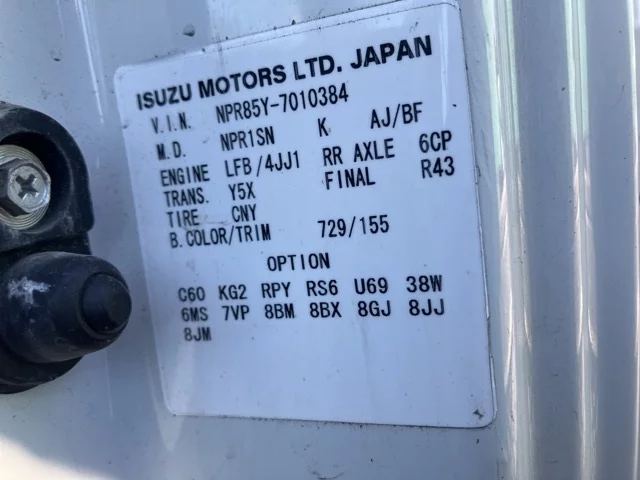 ISUZU MOTORS LTD. JAPAN
V.I.N. NPR85Y-7010384
M.D. NPR1SN K AJ/BF
ENGINE LFB/4JJ1 RR AXLE 6CP
TRANS. Y5X FINAL R43
TIRE CNY
B.COLOR/TRIM 729/155
OPTION
C60 KG2 RPY RS6 U69 38W
6MS 7VP 8BM 8BX 8GJ 8JJ
8JM